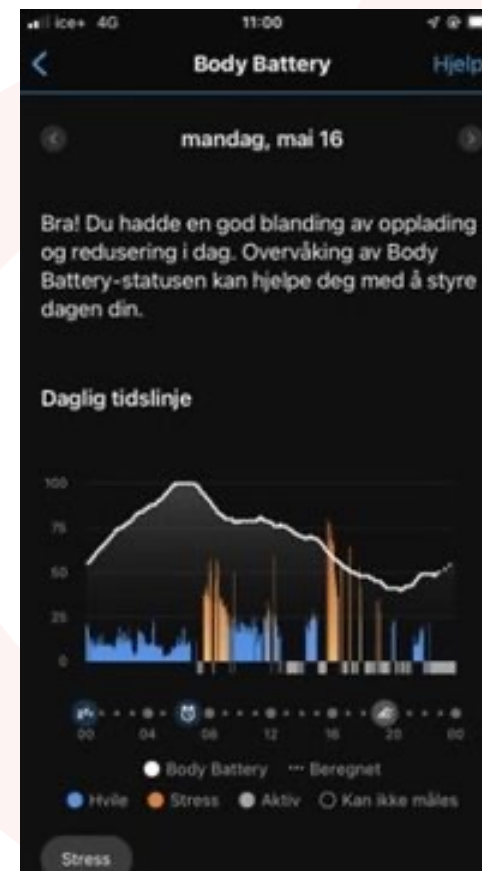 ice+ 4G 11:00
Body Battery Hjelp
mandag, mai 16
Bra! Du hadde en god blanding av opplading
og redusering i dag. Overvåking av Body
Battery-statusen kan hjelpe deg med å styre
dagen din.
Daglig tidslinje
100
75
50
25
0
00 04 08 12 16 20 00
Body Battery Beregnet
Hvile Stress Aktiv Kan ikke måles
Stress